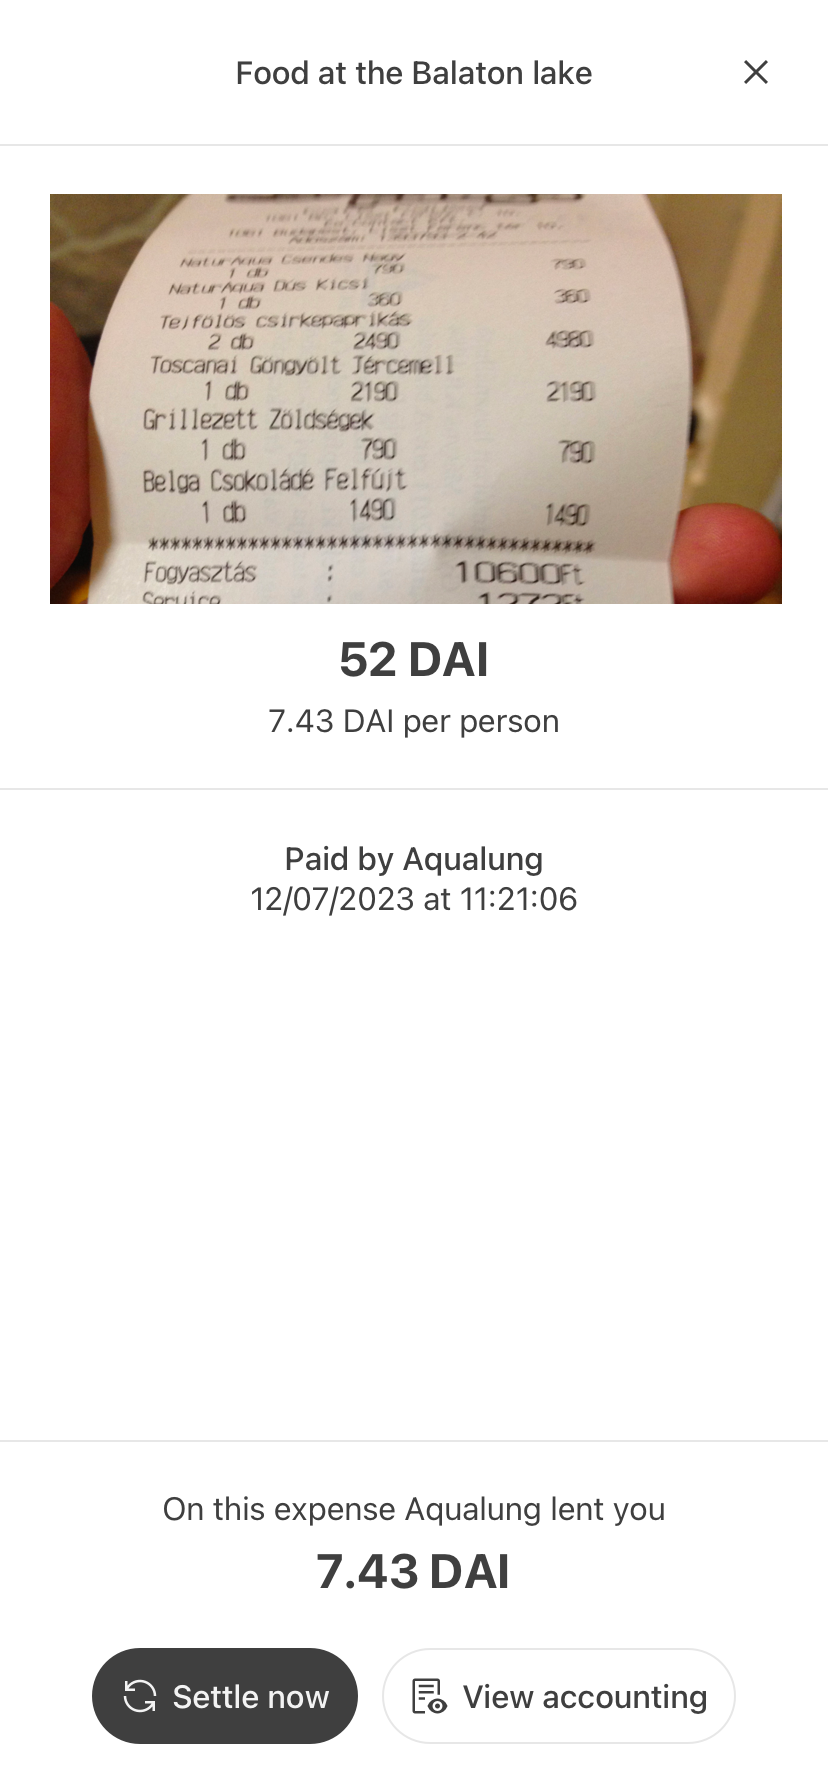 Food at the Balaton lake
NaturAqua Csendes Nagy
1 db 790 790
NaturAqua Dús Kicsi
1 db 360 360
Tejfölös csirkepaprikás
2 db 2490 4980
Toscanai Göngyölt Jércemell
1 db 2190 2190
Grillezett Zöldségek
1 db 790 790
Belga Csokoládé Felfújt
1 db 1490 1490
*****************************************
Fogyasztás : 10600Ft
Service : 1272Ft
52 DAI
7.43 DAI per person
Paid by Aqualung
12/07/2023 at 11:21:06
On this expense Aqualung lent you
7.43 DAI
Settle now
View accounting